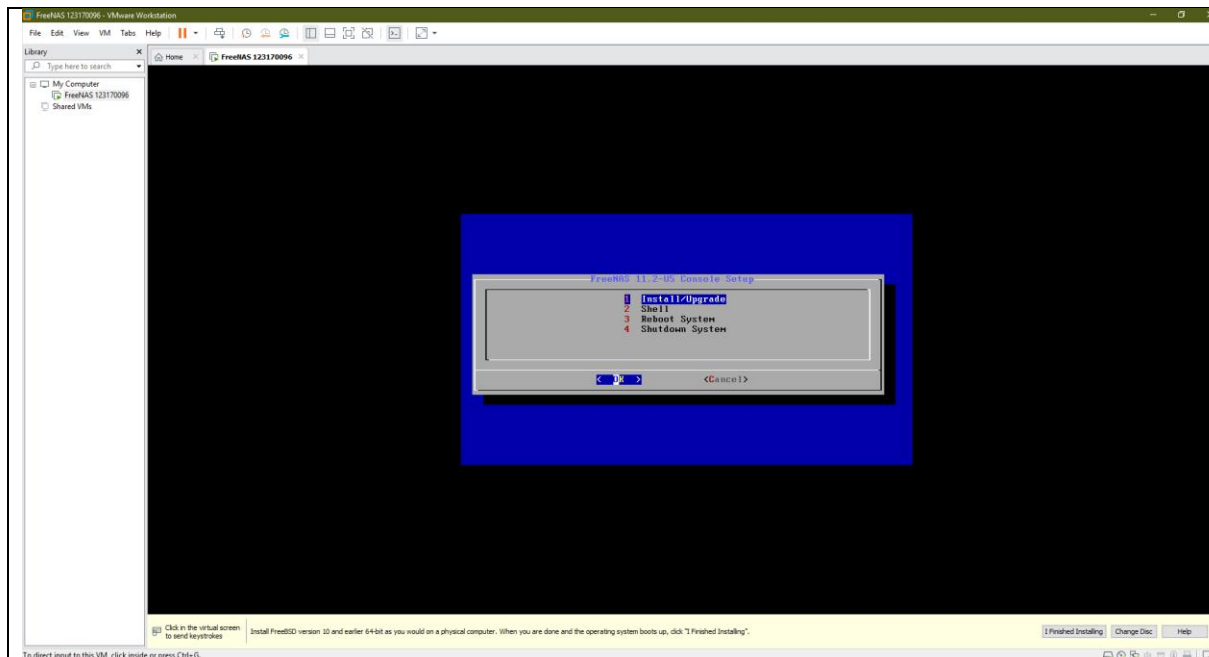 FreeNAS 123170096 - VMware Workstation
File Edit View VM Tabs Help
Library
Type here to search
Home
FreeNAS 123170096
My Computer
FreeNAS 123170096
Shared VMs
FreeNAS 11.2-U5 Console Setup
1 Install/Upgrade
2 Shell
3 Reboot System
4 Shutdown System
< OK > <Cancel>
Click in the virtual screen
to send keystrokes
Install FreeBSD version 10 and earlier 64-bit as you would on a physical computer. When you are done and the operating system boots up, click "I Finished Installing".
I Finished Installing
Change Disc
Help
To direct input to this VM, click inside or press Ctrl+G.